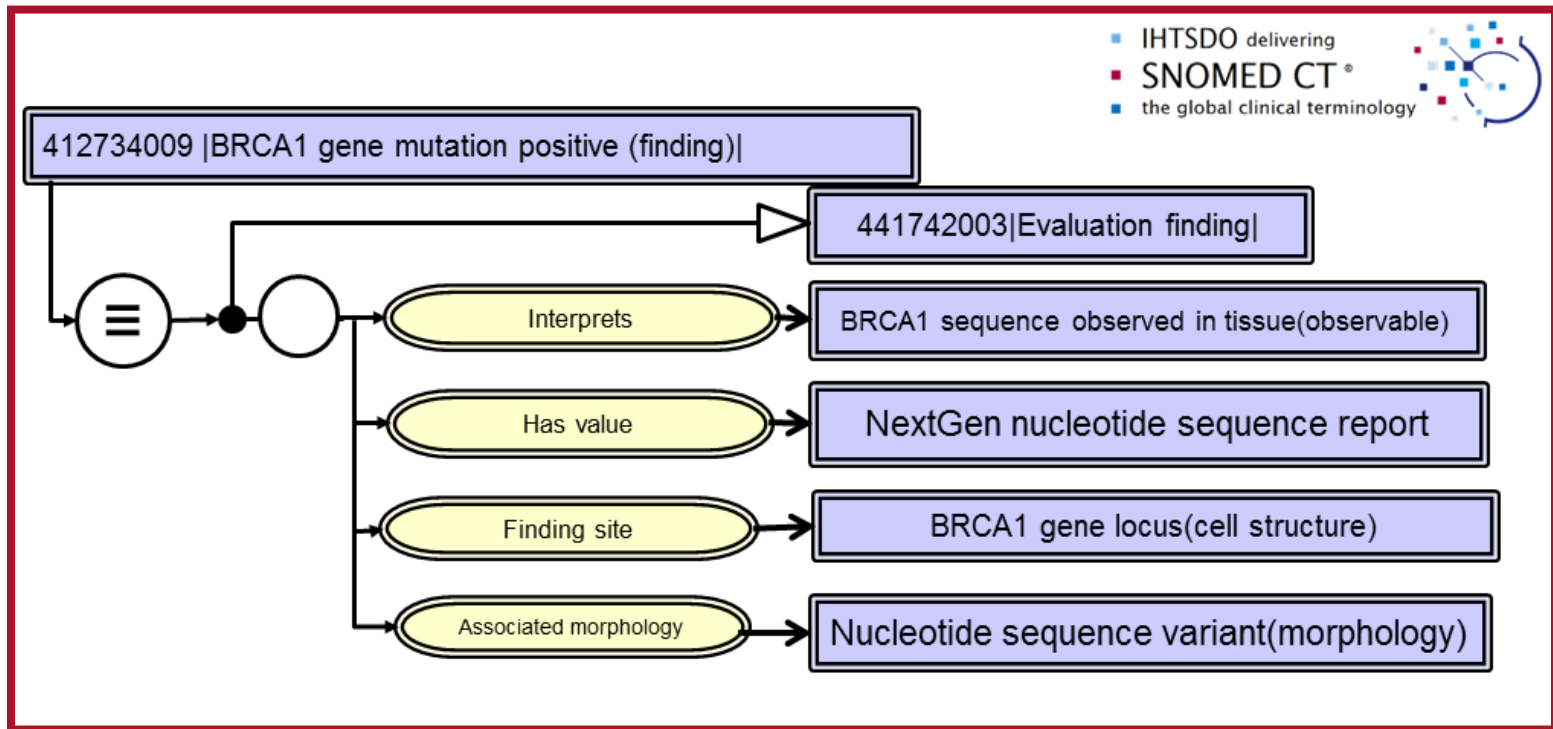 IHTSDO delivering
SNOMED CT ®
the global clinical terminology
412734009 |BRCA1 gene mutation positive (finding)|
441742003|Evaluation finding|
≡
Interprets
BRCA1 sequence observed in tissue(observable)
Has value
NextGen nucleotide sequence report
Finding site
BRCA1 gene locus(cell structure)
Associated morphology
Nucleotide sequence variant(morphology)